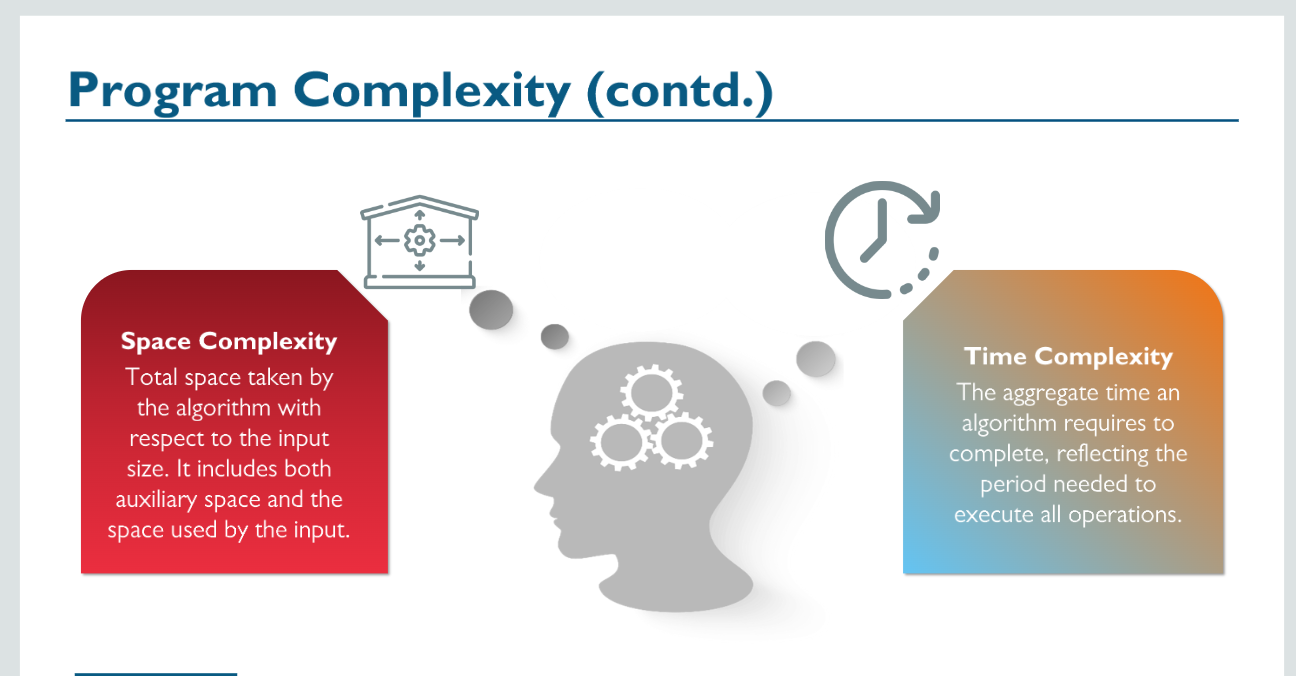 Program Complexity (contd.)
Space Complexity
Total space taken by
the algorithm with
respect to the input
size. It includes both
auxiliary space and the
space used by the input.
Time Complexity
The aggregate time an
algorithm requires to
complete, reflecting the
period needed to
execute all operations.